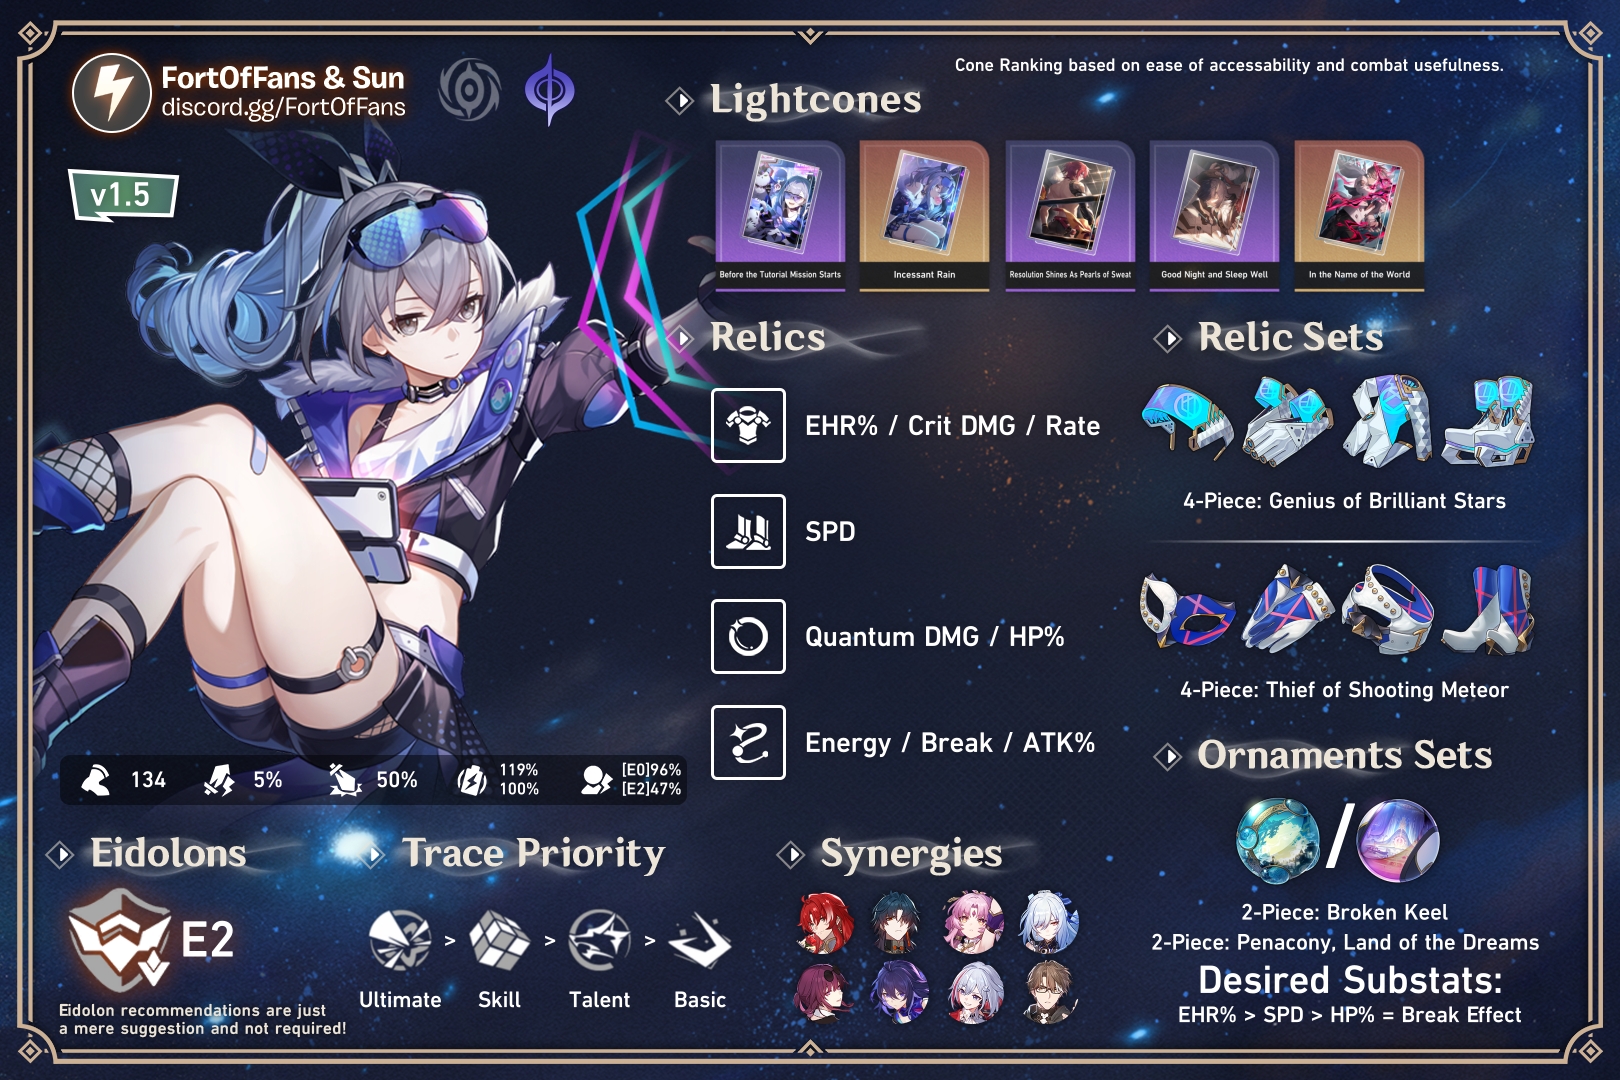 FortOfFans & Sun
discord.gg/FortOfFans
v1.5
Cone Ranking based on ease of accessability and combat usefulness.
Lightcones
Before the Tutorial Mission Starts
Incessant Rain
Resolution Shines As Pearls of Sweat
Good Night and Sleep Well
In the Name of the World
Relics
EHR% / Crit DMG / Rate
SPD
Quantum DMG / HP%
Energy / Break / ATK%
Relic Sets
4-Piece: Genius of Brilliant Stars
4-Piece: Thief of Shooting Meteor
Ornaments Sets
/
2-Piece: Broken Keel
2-Piece: Penacony, Land of the Dreams
Desired Substats:
EHR% > SPD > HP% = Break Effect
134
5%
50%
119%
100%
[E0]96%
[E2]47%
Eidolons
E2
Eidolon recommendations are just
a mere suggestion and not required!
Trace Priority
> > >
Ultimate
Skill
Talent
Basic
Synergies